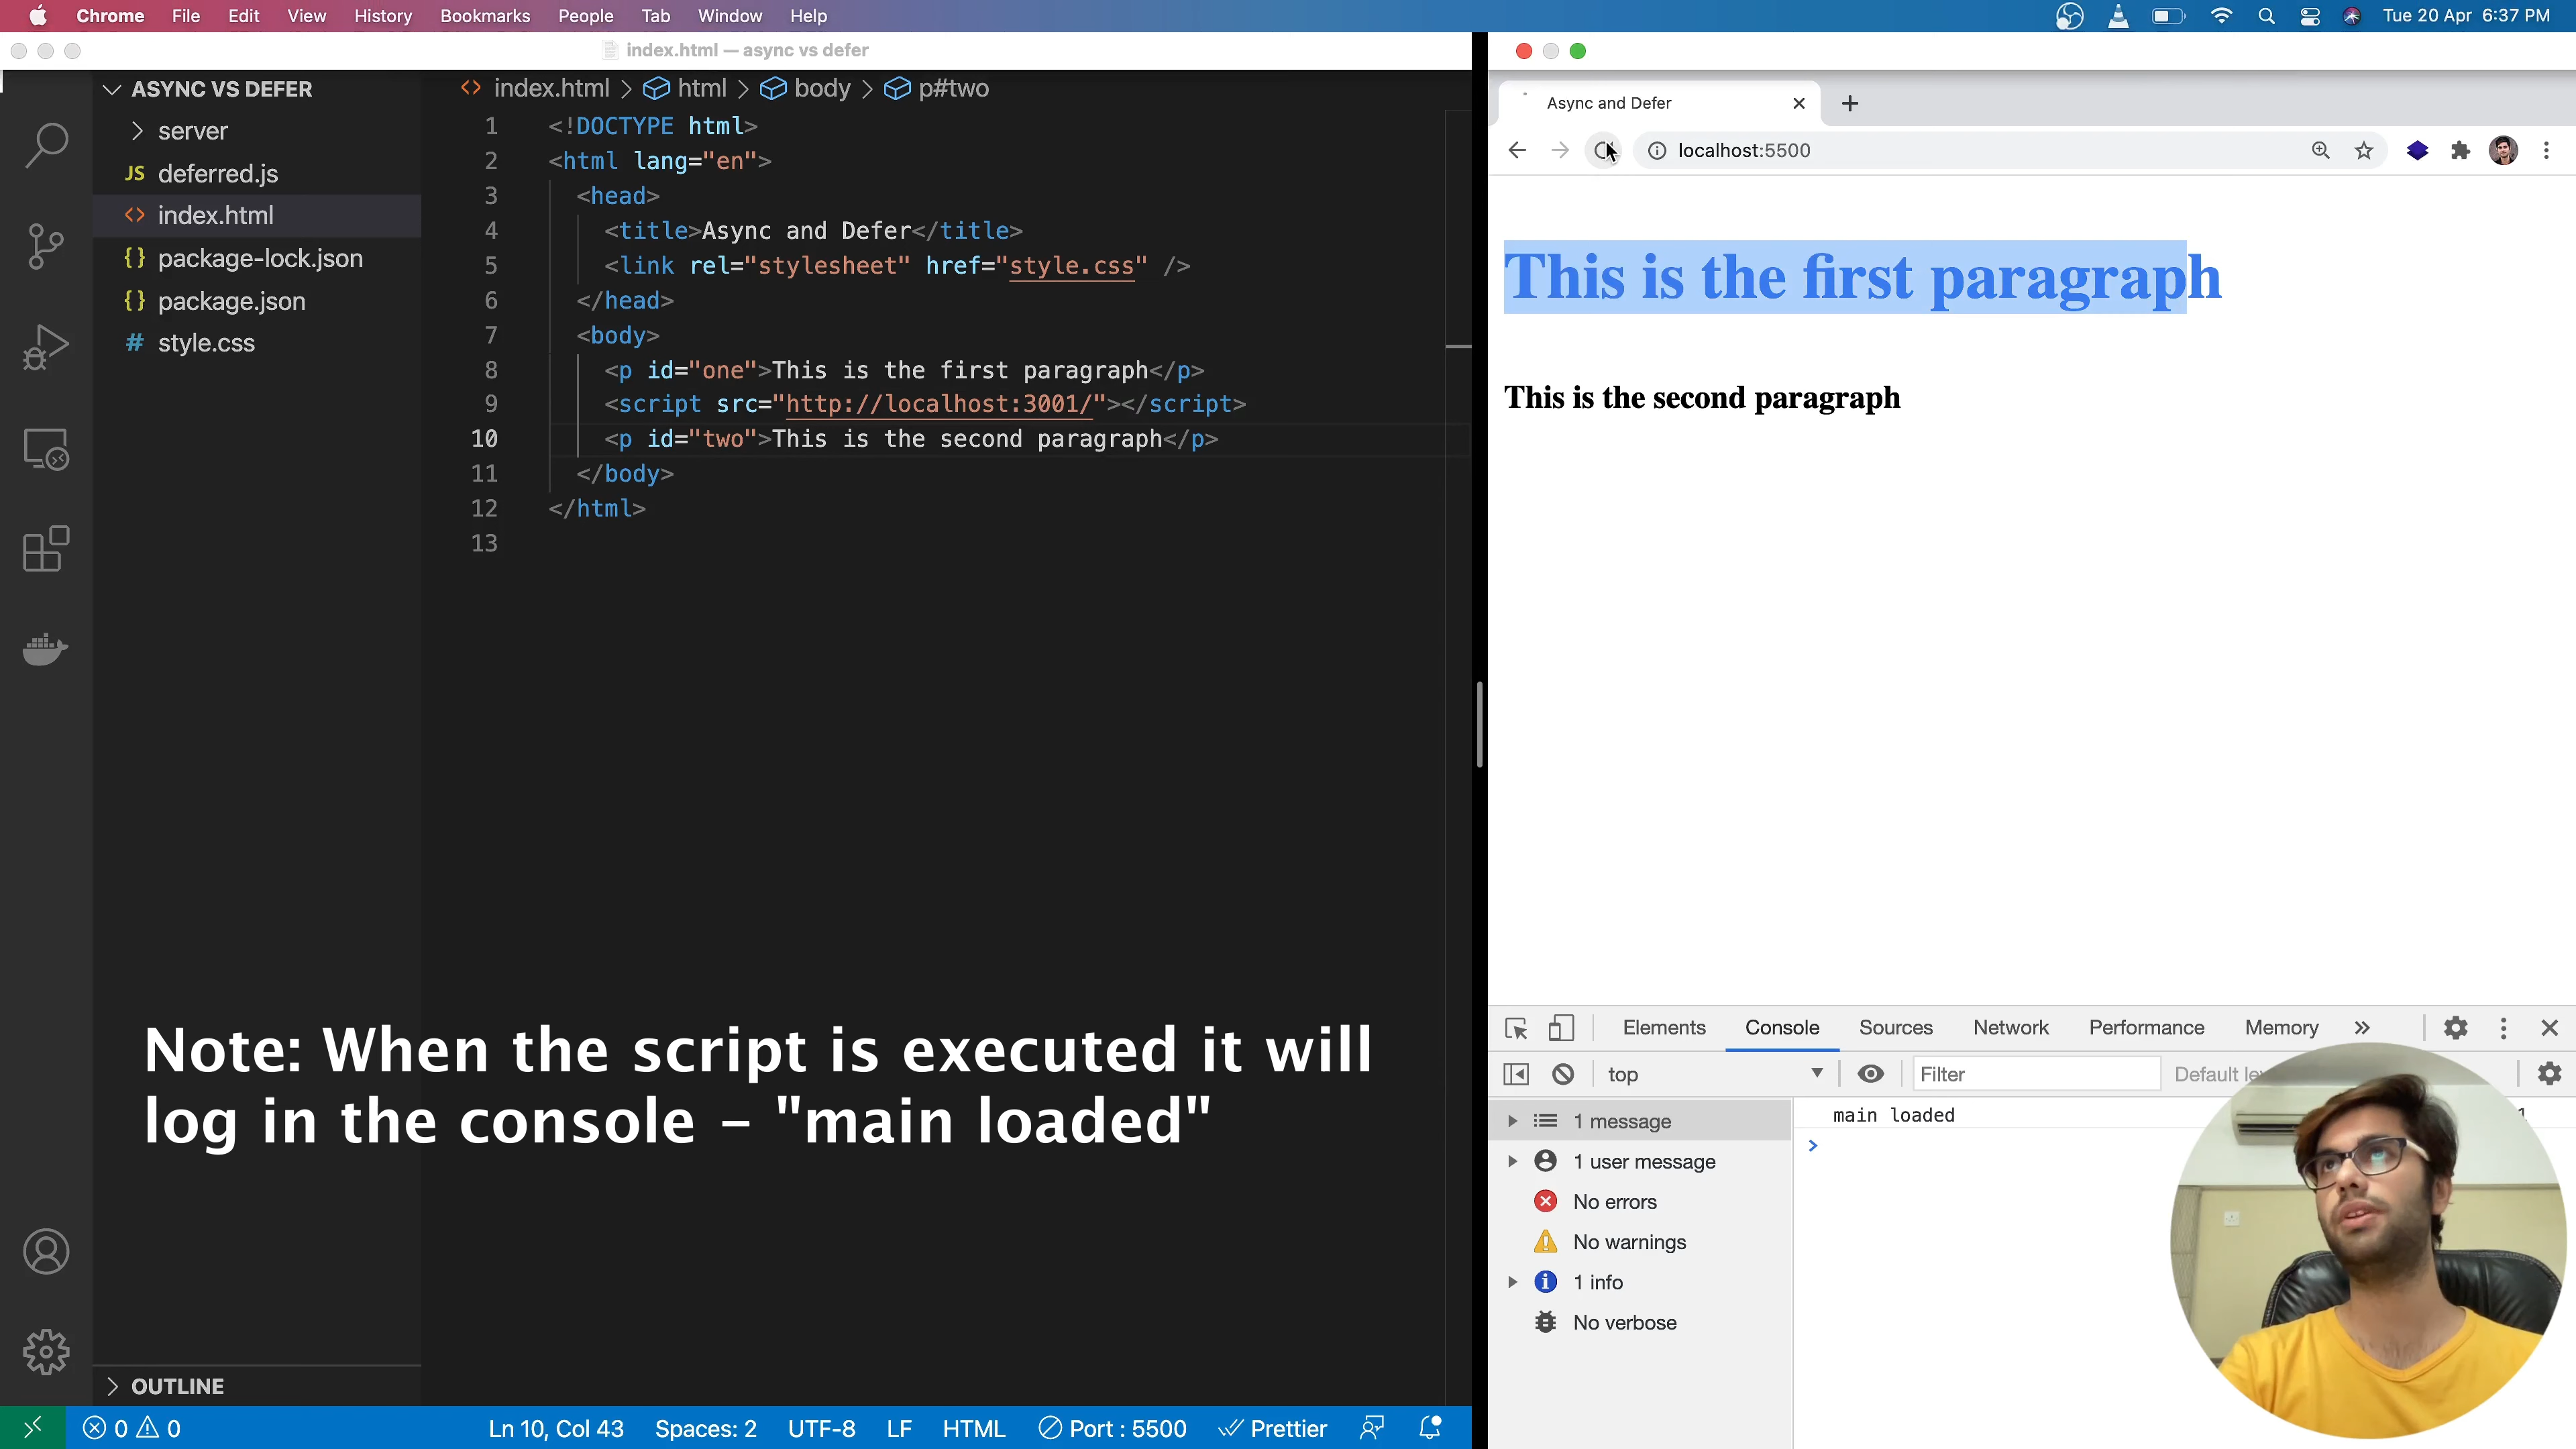 Chrome File Edit View History Bookmarks People Tab Window Help
Tue 20 Apr 6:37 PM
index.html — async vs defer
ASYNC VS DEFER
server
JS deferred.js
<> index.html
{} package-lock.json
{} package.json
# style.css
OUTLINE
<> index.html > html > body > p#two
1 <!DOCTYPE html>
2 <html lang="en">
3 <head>
4 <title>Async and Defer</title>
5 <link rel="stylesheet" href="style.css" />
6 </head>
7 <body>
8 <p id="one">This is the first paragraph</p>
9 <script src="http://localhost:3001/"></script>
10 <p id="two">This is the second paragraph</p>
11 </body>
12 </html>
13
Note: When the script is executed it will
log in the console – "main loaded"
0 0 Ln 10, Col 43 Spaces: 2 UTF-8 LF HTML Port : 5500 Prettier
Async and Defer
localhost:5500
This is the first paragraph
This is the second paragraph
Elements Console Sources Network Performance Memory
top Filter Default
1 message
1 user message
No errors
No warnings
1 info
No verbose
main loaded
>